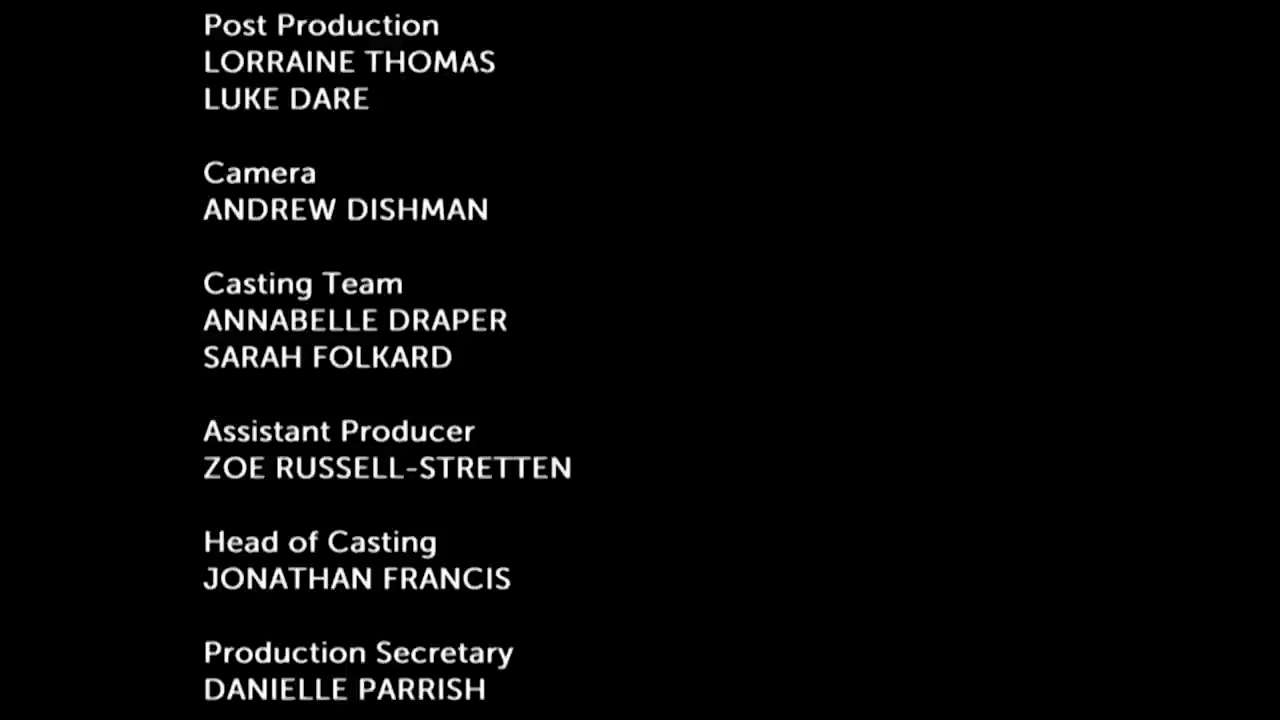 Post Production
LORRAINE THOMAS
LUKE DARE
Camera
ANDREW DISHMAN
Casting Team
ANNABELLE DRAPER
SARAH FOLKARD
Assistant Producer
ZOE RUSSELL-STRETTEN
Head of Casting
JONATHAN FRANCIS
Production Secretary
DANIELLE PARRISH